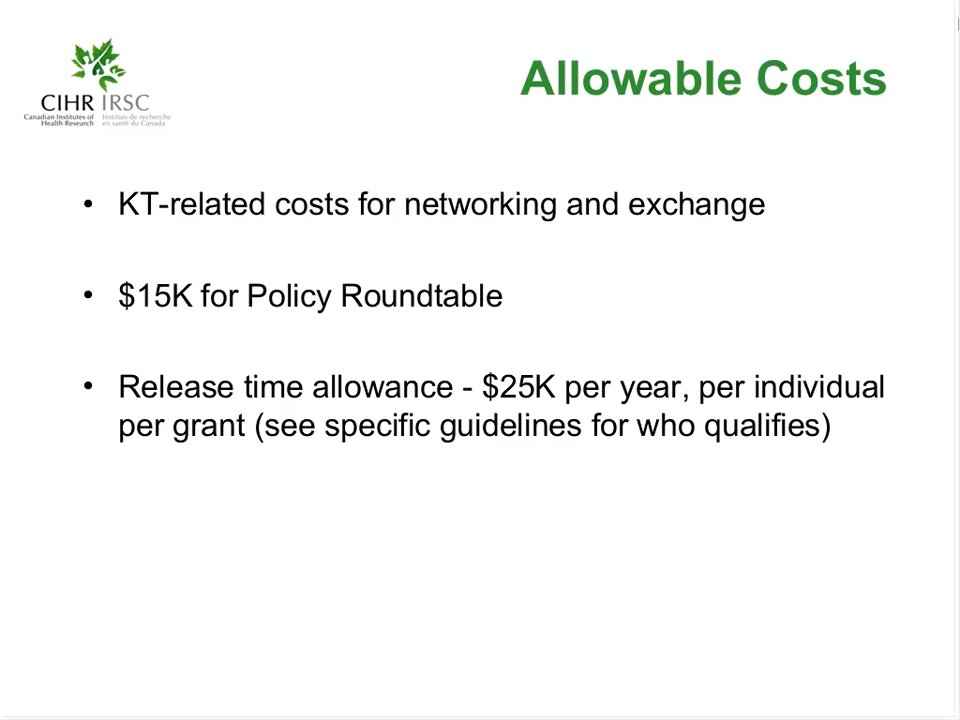 CIHR IRSC
Canadian Institutes of Health Research
Instituts de recherche en santé du Canada
Allowable Costs
• KT-related costs for networking and exchange
• $15K for Policy Roundtable
• Release time allowance - $25K per year, per individual
per grant (see specific guidelines for who qualifies)